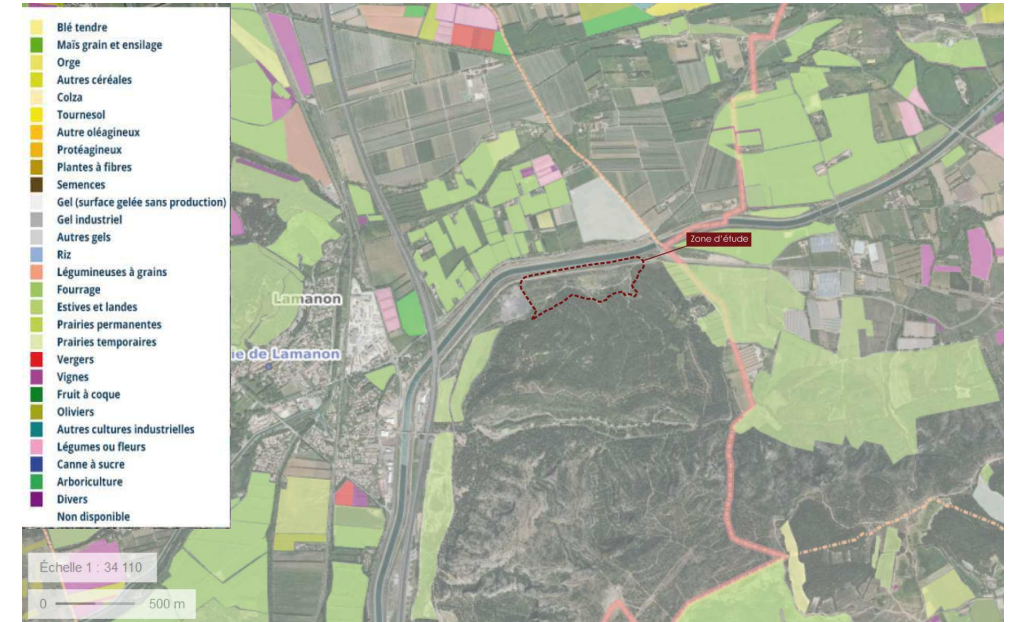 Blé tendre
Maïs grain et ensilage
Orge
Autres céréales
Colza
Tournesol
Autre oléagineux
Protéagineux
Plantes à fibres
Semences
Gel (surface gelée sans production)
Gel industriel
Autres gels
Riz
Légumineuses à grains
Fourrage
Estives et landes
Prairies permanentes
Prairies temporaires
Vergers
Vignes
Fruit à coque
Oliviers
Autres cultures industrielles
Légumes ou fleurs
Canne à sucre
Arboriculture
Divers
Non disponible
Zone d'étude
Lamanon
de Lamanon
Échelle 1 : 34 110
0 500 m